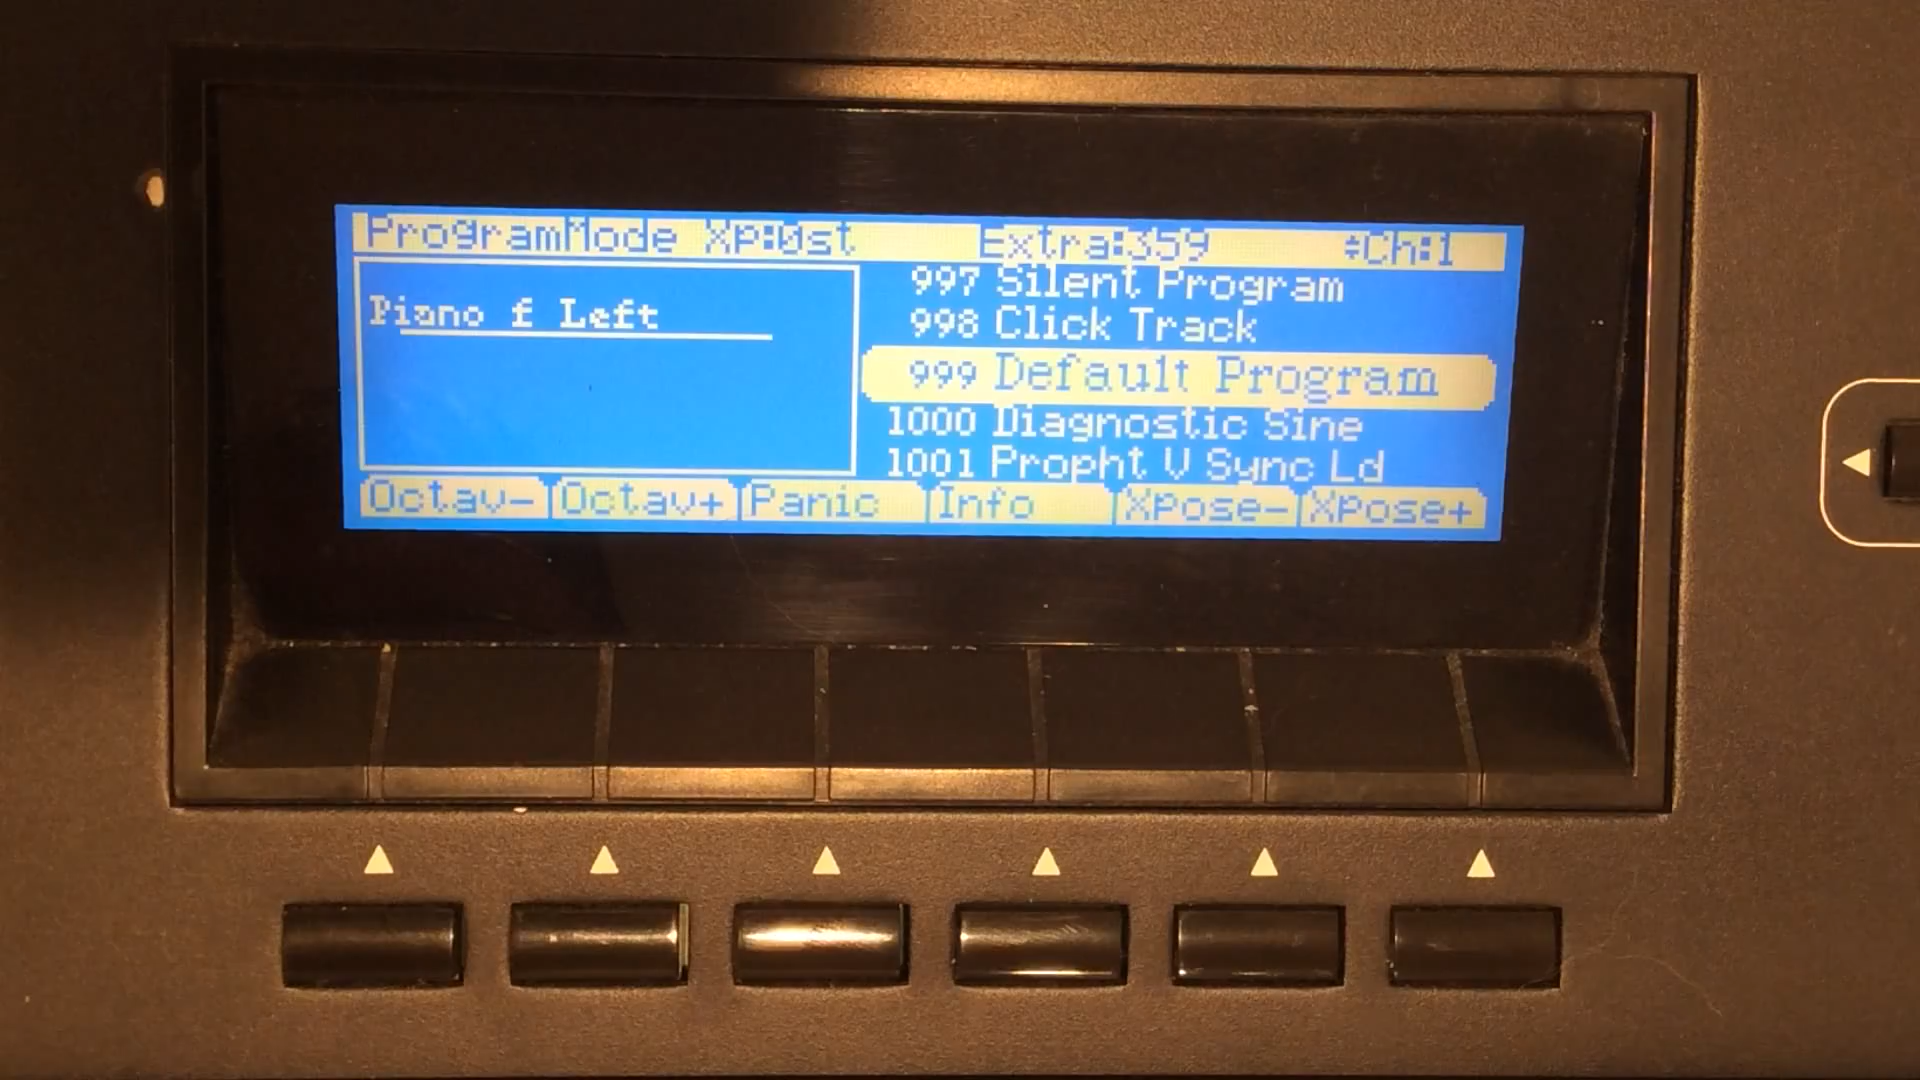 ProgramMode Xp:0st Extra:359 ÷Ch:1
Piano f Left
997 Silent Program
998 Click Track
999 Default Program
1000 Diagnostic Sine
1001 Propht V Sync Ld
Octav- Octav+ Panic Info Xpose- Xpose+